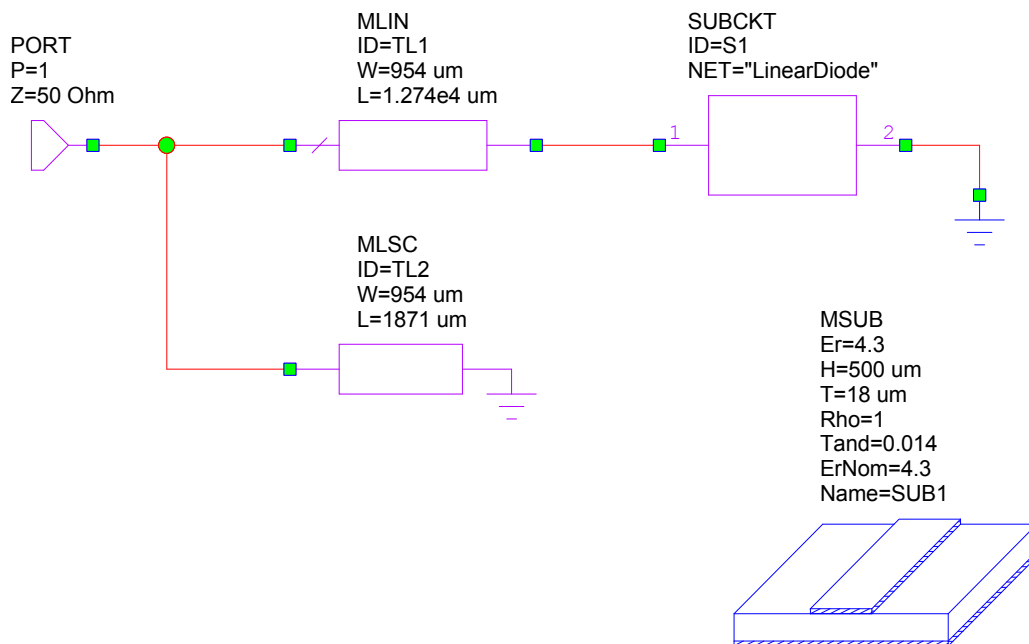 PORT
P=1
Z=50 Ohm
MLIN
ID=TL1
W=954 um
L=1.274e4 um
SUBCKT
ID=S1
NET="LinearDiode"
1
2
MLSC
ID=TL2
W=954 um
L=1871 um
MSUB
Er=4.3
H=500 um
T=18 um
Rho=1
Tand=0.014
ErNom=4.3
Name=SUB1